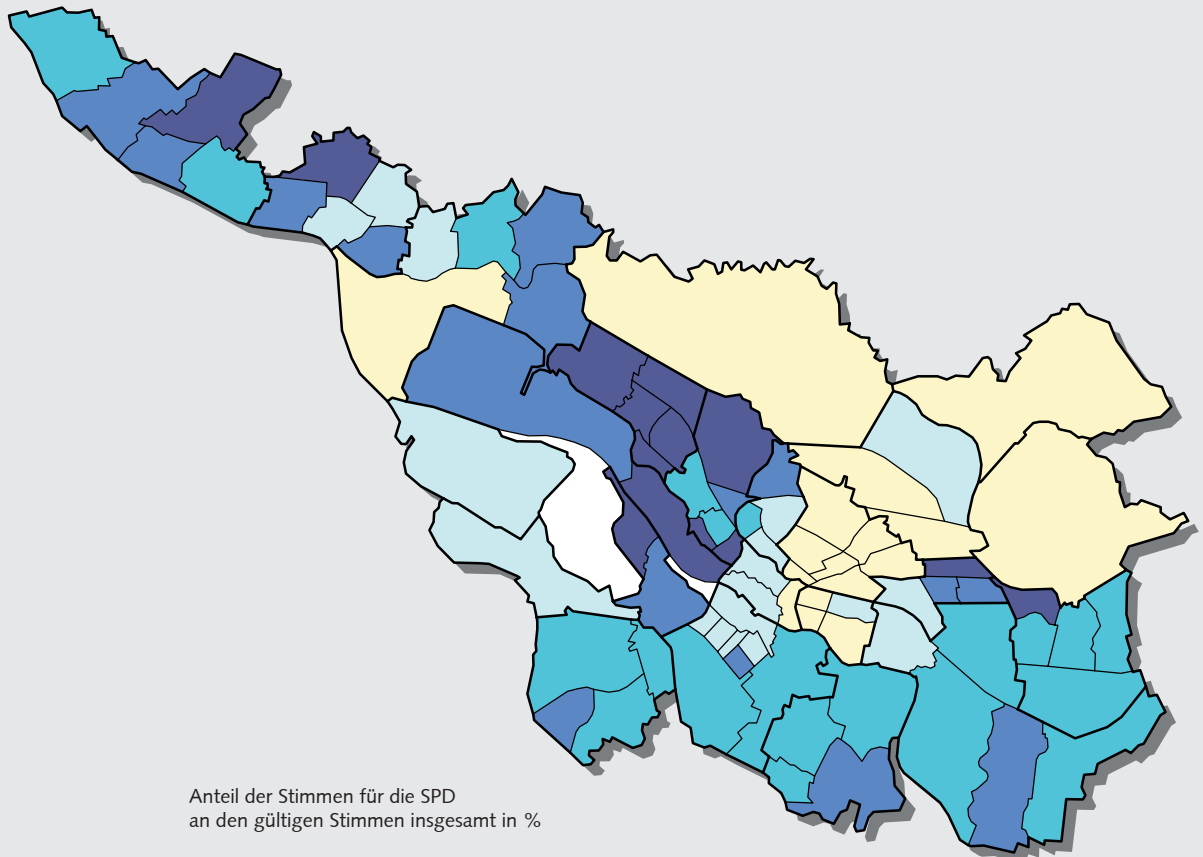 Anteil der Stimmen für die SPD
an den gültigen Stimmen insgesamt in %